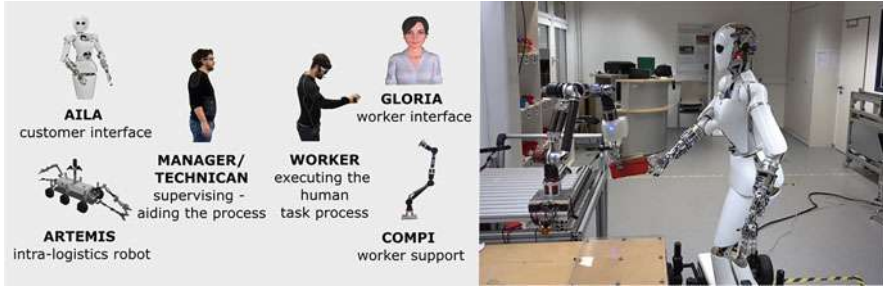 AILA
customer interface
GLORIA
worker interface
MANAGER/
TECHNICAN
supervising -
aiding the process
WORKER
executing the
human
task process
ARTEMIS
intra-logistics robot
COMPI
worker support